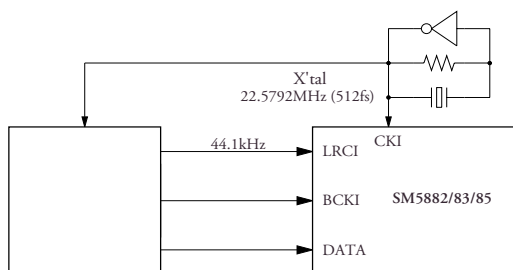 X'tal
22.5792MHz (512fs)
CKI
44.1kHz
LRCI
BCKI
SM5882/83/85
DATA